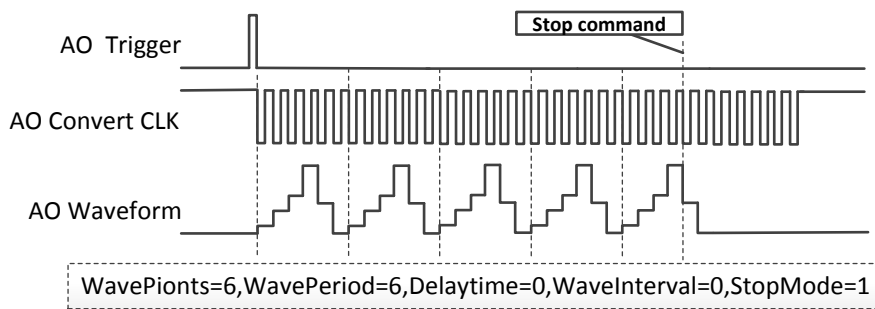 Stop command
AO Trigger
AO Convert CLK
AO Waveform
WavePionts=6,WavePeriod=6,Delaytime=0,WaveInterval=0,StopMode=1